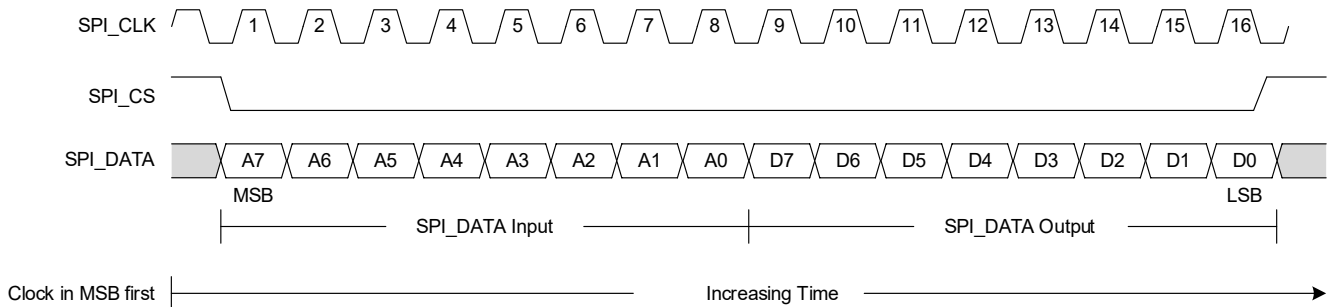 SPI_CLK 1 2 3 4 5 6 7 8 9 10 11 12 13 14 15 16
SPI_CS
SPI_DATA A7 A6 A5 A4 A3 A2 A1 A0 D7 D6 D5 D4 D3 D2 D1 D0
MSB LSB
SPI_DATA Input SPI_DATA Output
Clock in MSB first Increasing Time